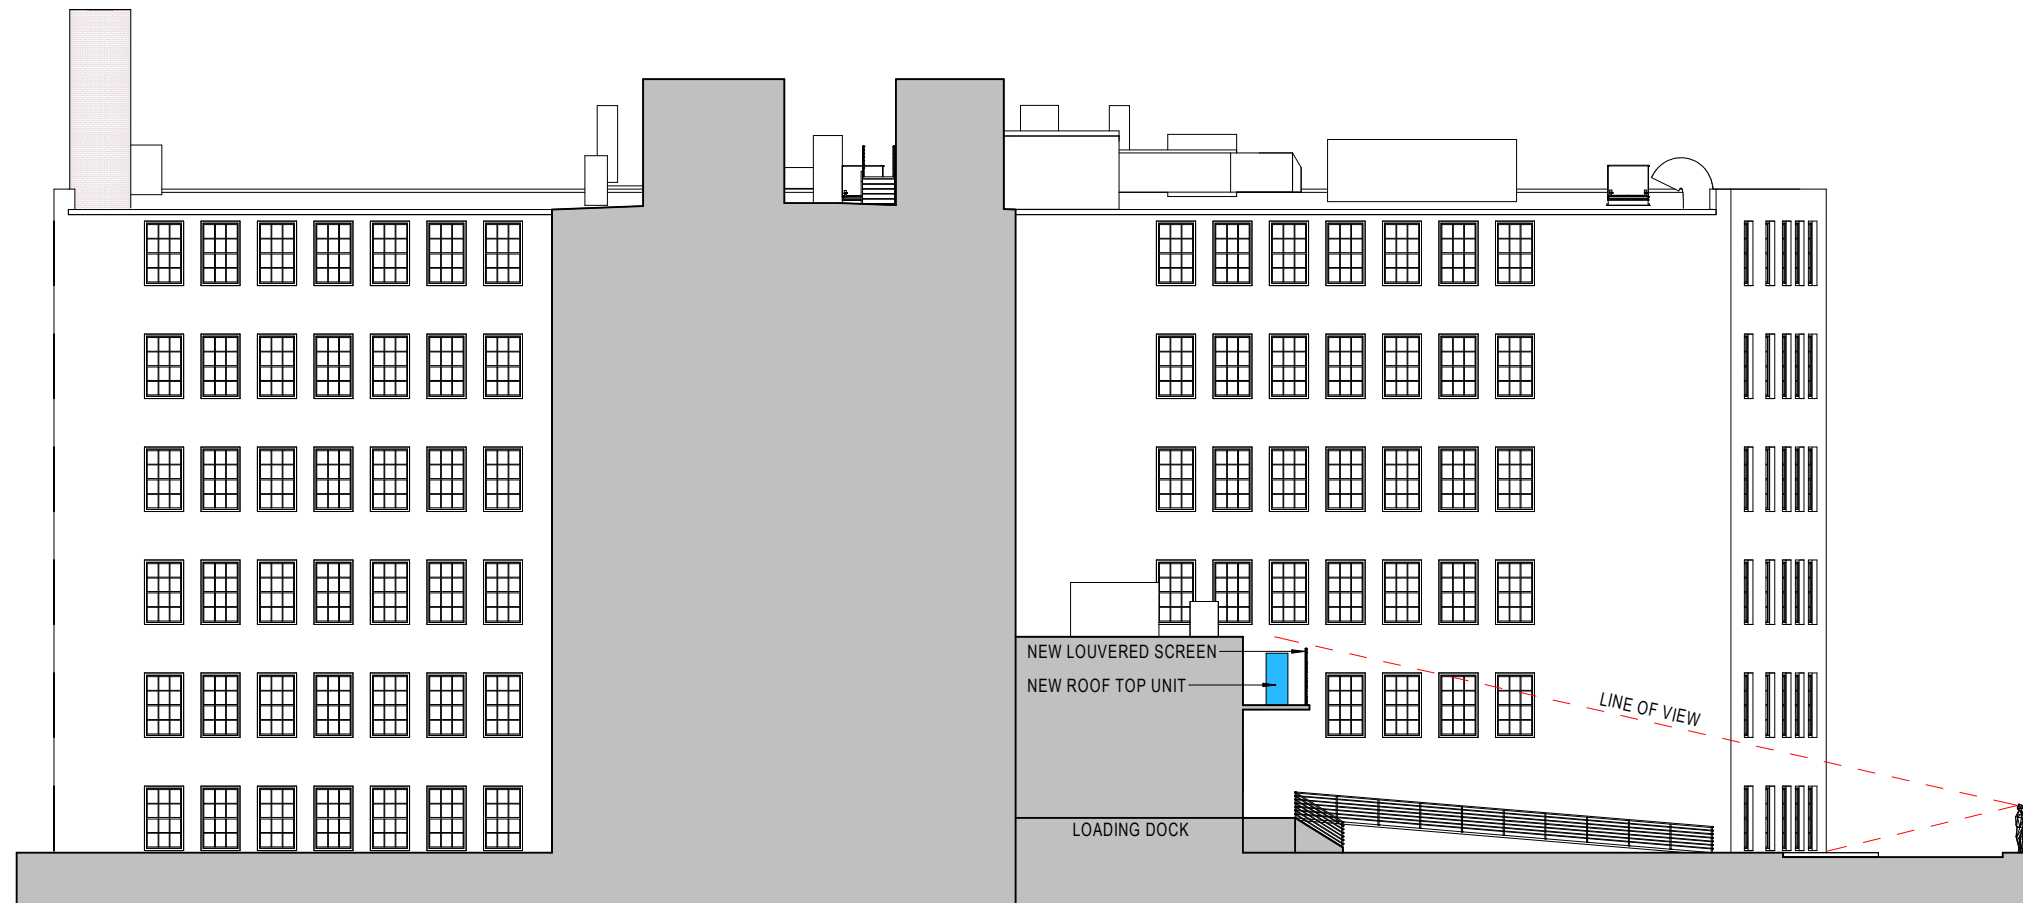 NEW LOUVERED SCREEN
NEW ROOF TOP UNIT
LINE OF VIEW
LOADING DOCK